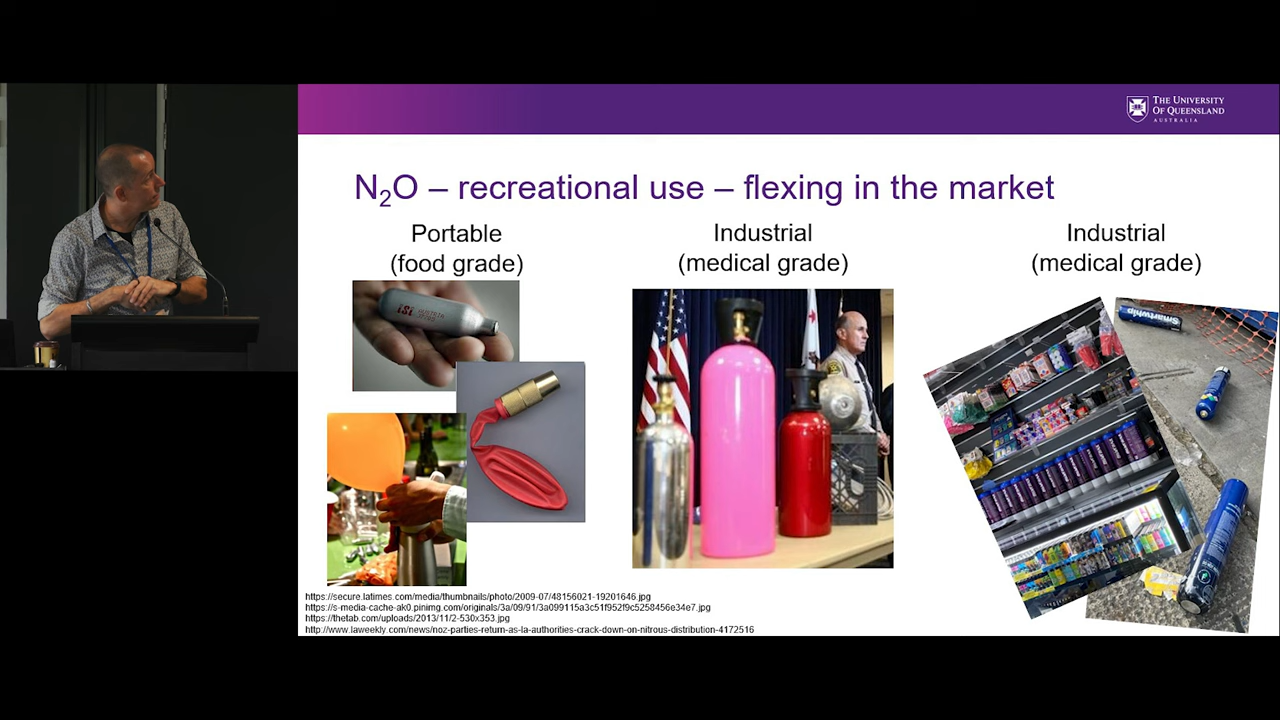 THE UNIVERSITY
OF QUEENSLAND
AUSTRALIA
N₂O – recreational use – flexing in the market
Portable
(food grade)
Industrial
(medical grade)
Industrial
(medical grade)
iSi AUSTRIA
Smartwhip
https://secure.latimes.com/media/thumbnails/photo/2009-07/48156021-19201646.jpg
https://s-media-cache-ak0.pinimg.com/originals/3a/09/91/3a099115a3c51f952f9c5258456e34e7.jpg
https://thetab.com/uploads/2013/11/2-530x353.jpg
http://www.laweekly.com/news/noz-parties-return-as-la-authorities-crack-down-on-nitrous-distribution-4172516